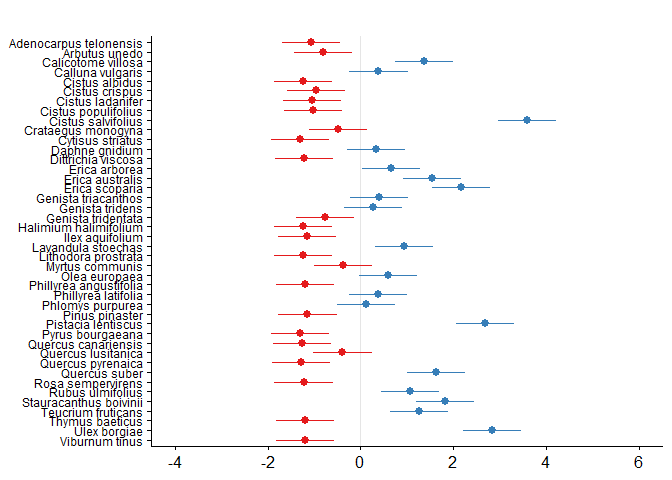 Adenocarpus telonensis
Arbutus unedo
Calicotome villosa
Calluna vulgaris
Cistus albidus
Cistus crispus
Cistus ladanifer
Cistus populifolius
Cistus salvifolius
Crataegus monogyna
Cytisus striatus
Daphne gnidium
Dittrichia viscosa
Erica arborea
Erica australis
Erica scoparia
Genista triacanthos
Genista tridens
Genista tridentata
Halimium halimifolium
Ilex aquifolium
Lavandula stoechas
Lithodora prostrata
Myrtus communis
Olea europaea
Phillyrea angustifolia
Phillyrea latifolia
Phlomys purpurea
Pinus pinaster
Pistacia lentiscus
Pyrus bourgaeana
Quercus canariensis
Quercus lusitanica
Quercus pyrenaica
Quercus suber
Rosa sempervirens
Rubus ulmifolius
Stauracanthus boivinii
Teucrium fruticans
Thymus baeticus
Ulex borgiae
Viburnum tinus
-4 -2 0 2 4 6